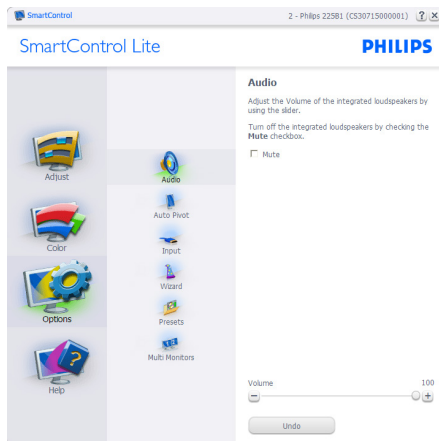 SmartControl
2 - Philips 225B1 (CS30715000001)
? x
SmartControl Lite
PHILIPS
Adjust
Color
Options
Help
Audio
Auto Pivot
Input
Wizard
Presets
Multi Monitors
Audio
Adjust the Volume of the integrated loudspeakers by
using the slider.
Turn off the integrated loudspeakers by checking the
Mute checkbox.
Mute
Volume 100
Undo